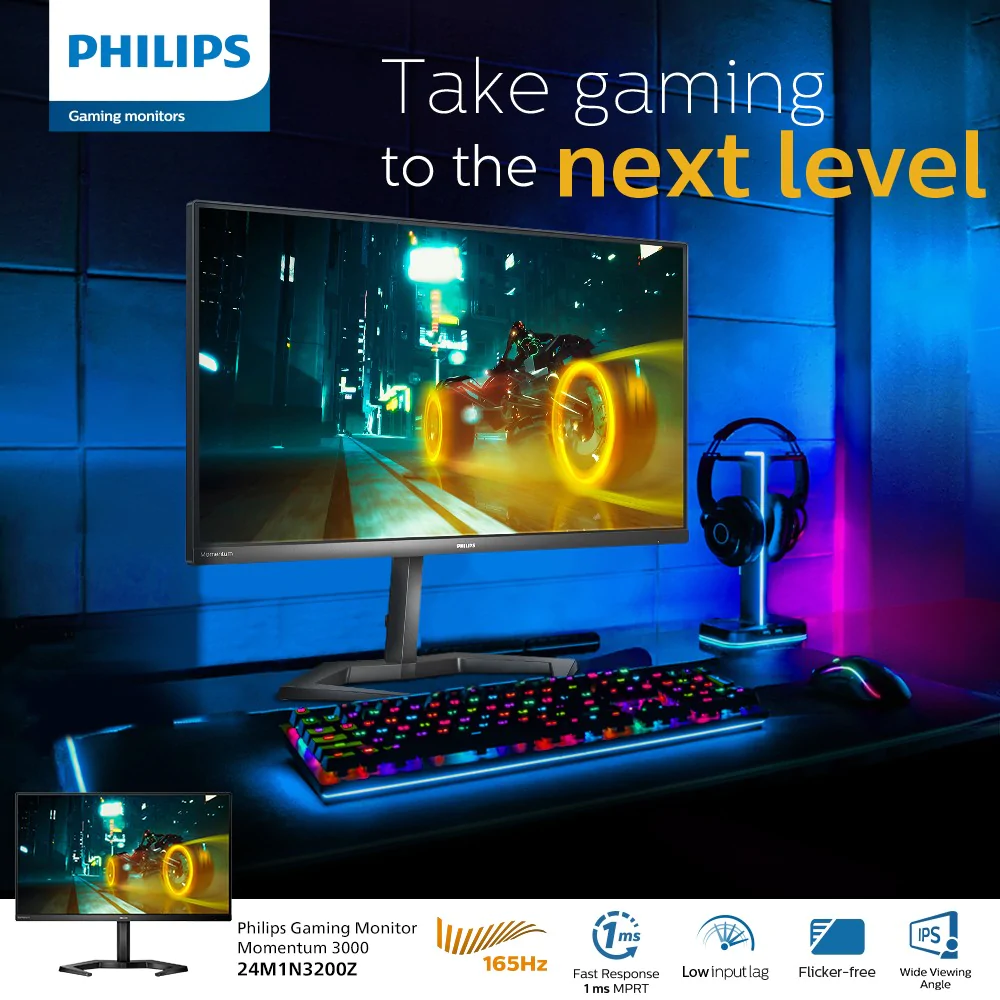 PHILIPS
Gaming monitors
Take gaming
to the next level
Momentum
PHILIPS
Philips Gaming Monitor
Momentum 3000
24M1N3200Z
165Hz
1ms
Fast Response
1 ms MPRT
Low input lag
Flicker-free
IPS
Wide Viewing
Angle